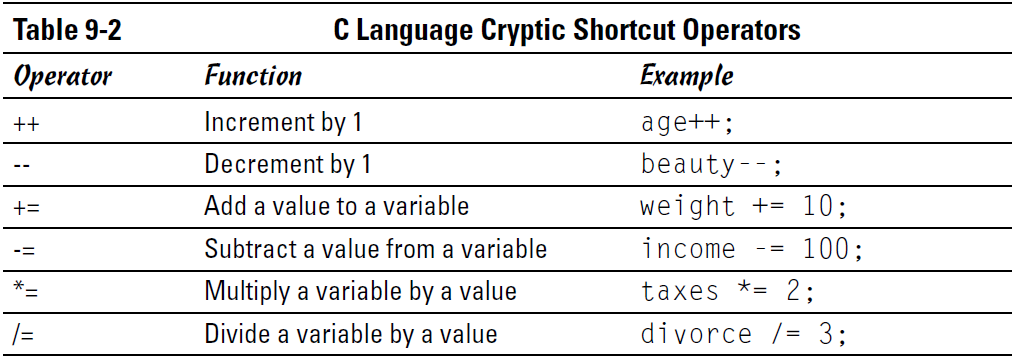 Table 9-2 C Language Cryptic Shortcut Operators
Operator Function Example
++ Increment by 1 age++;
-- Decrement by 1 beauty--;
+= Add a value to a variable weight += 10;
-= Subtract a value from a variable income -= 100;
*= Multiply a variable by a value taxes *= 2;
/= Divide a variable by a value divorce /= 3;